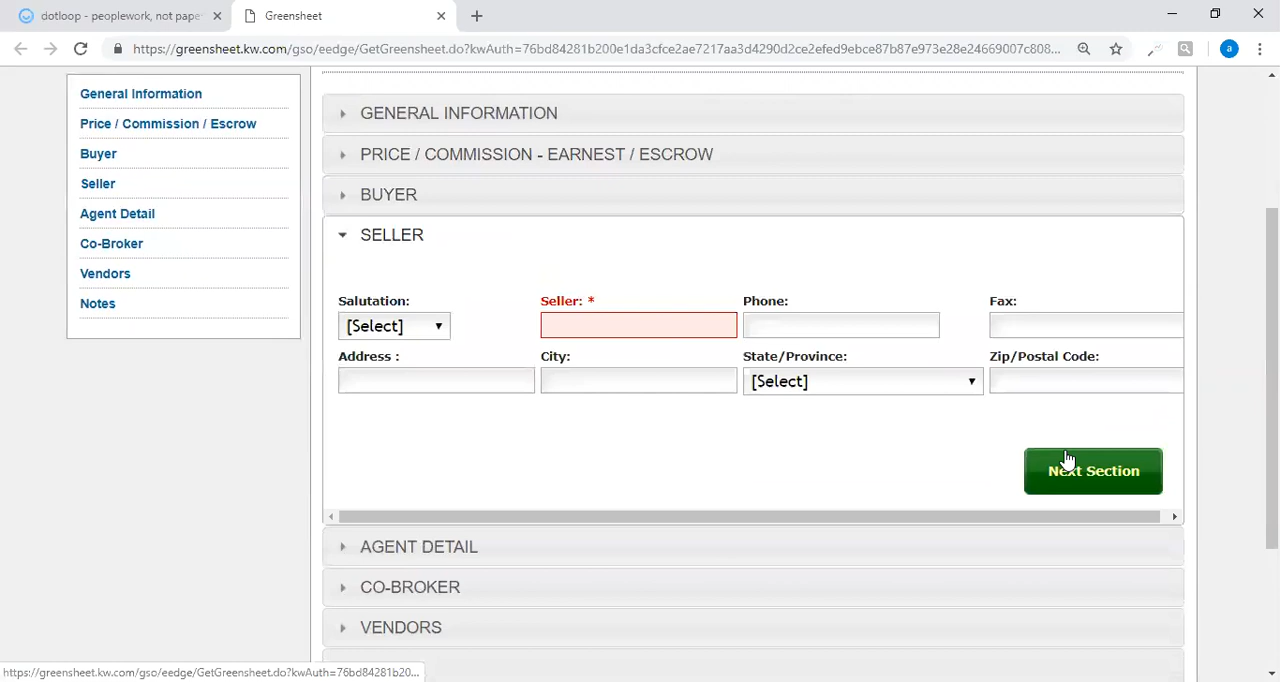 dotloop - peoplework, not pape
Greensheet
https://greensheet.kw.com/gso/eedge/GetGreensheet.do?kwAuth=76bd84281b200e1da3cfce2ae7217aa3d4290d2ce2efed9ebce87b87e973e28e24669007c808...
a
General Information
Price / Commission / Escrow
Buyer
Seller
Agent Detail
Co-Broker
Vendors
Notes
GENERAL INFORMATION
PRICE / COMMISSION - EARNEST / ESCROW
BUYER
SELLER
Salutation: Seller: * Phone: Fax:
[Select]
Address : City: State/Province: Zip/Postal Code:
[Select]
Next Section
AGENT DETAIL
CO-BROKER
VENDORS
https://greensheet.kw.com/gso/eedge/GetGreensheet.do?kwAuth=76bd84281b20...